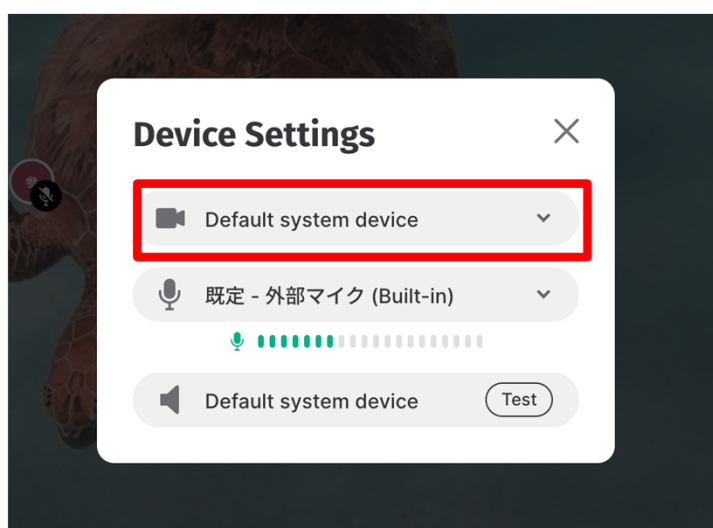 Device Settings
Default system device
既定 - 外部マイク (Built-in)
Default system device
Test